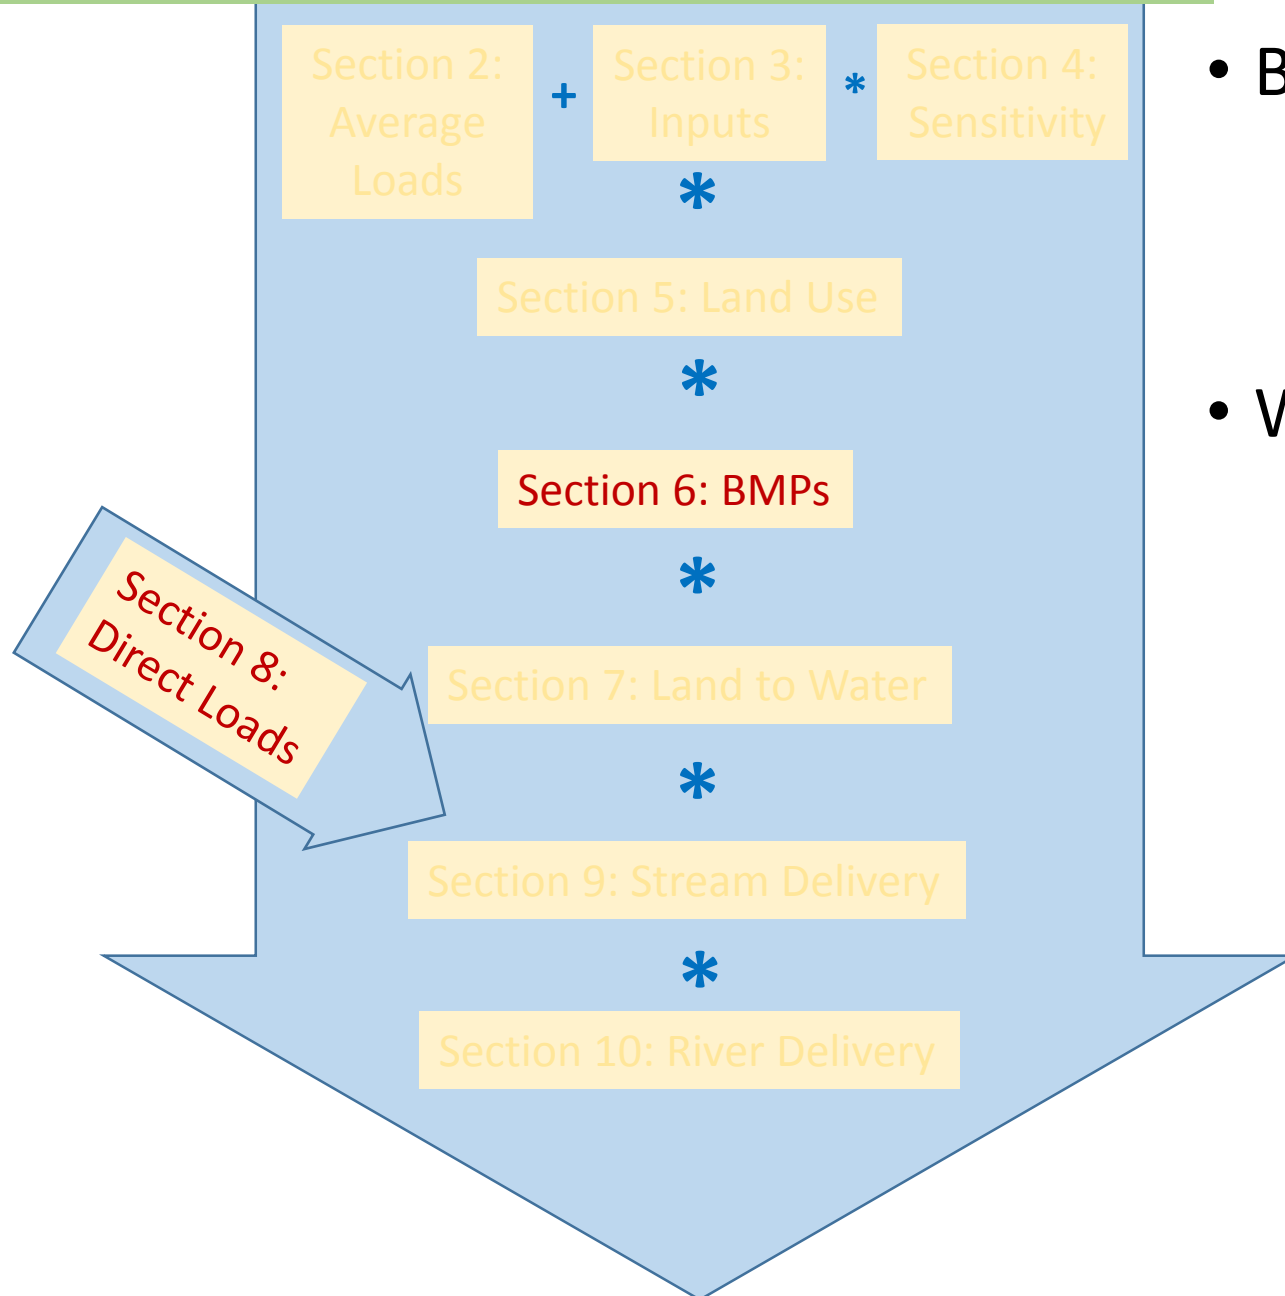 Section 2:
Average
Loads
+
Section 3:
Inputs
*
Section 4:
Sensitivity
*
Section 5: Land Use
*
Section 6: BMPs
*
Section 8:
Direct Loads
Section 7: Land to Water
*
Section 9: Stream Delivery
*
Section 10: River Delivery
• B
•